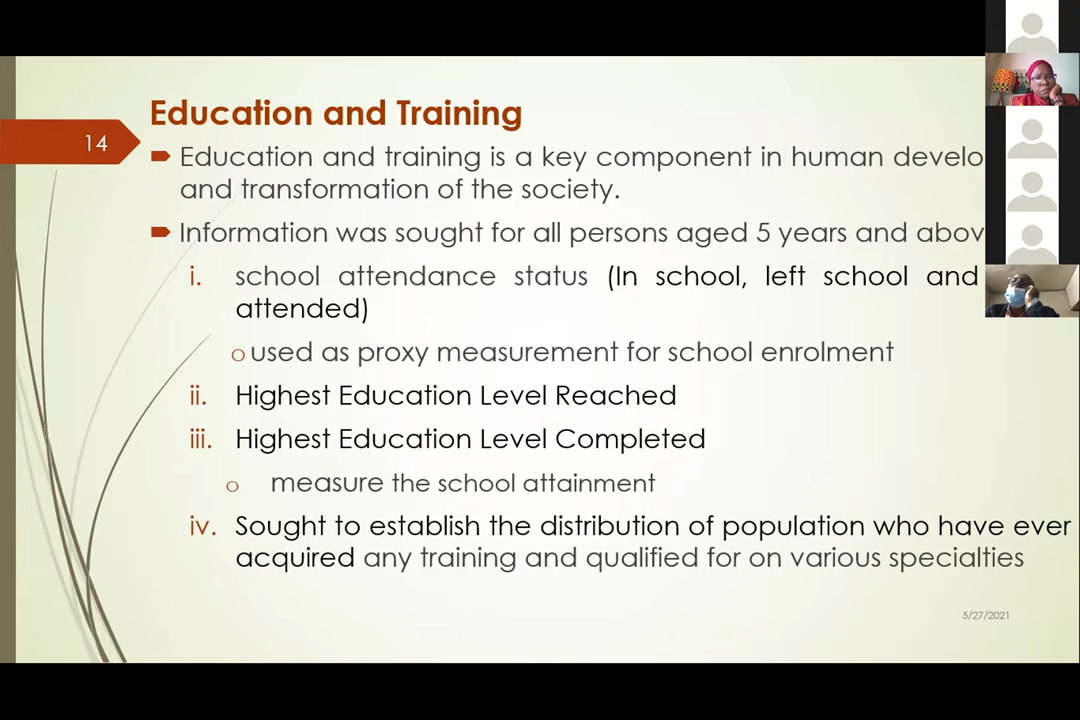 Education and Training
14
Education and training is a key component in human develo
and transformation of the society.
Information was sought for all persons aged 5 years and abov
i. school attendance status (In school, left school and
attended)
o used as proxy measurement for school enrolment
ii. Highest Education Level Reached
iii. Highest Education Level Completed
o measure the school attainment
iv. Sought to establish the distribution of population who have ever
acquired any training and qualified for on various specialties
5/27/2021